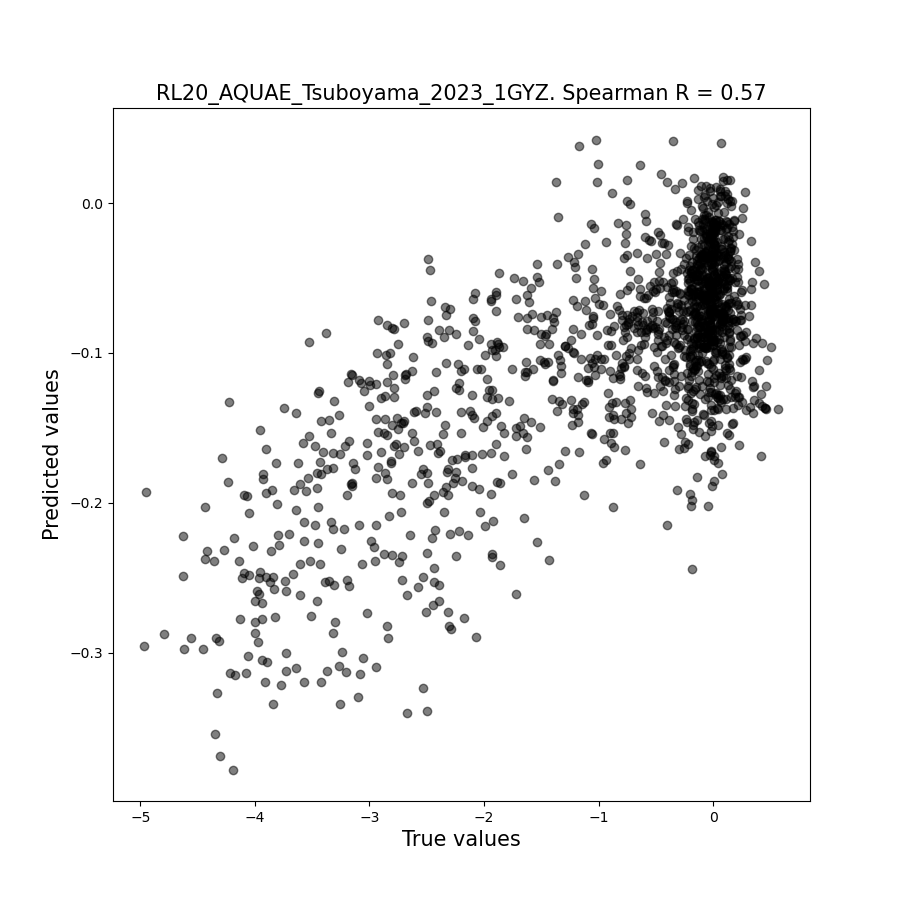 RL20_AQUAE_Tsuboyama_2023_1GYZ. Spearman R = 0.57
0.0
−0.1
−0.2
−0.3
Predicted values
−5 −4 −3 −2 −1 0
True values